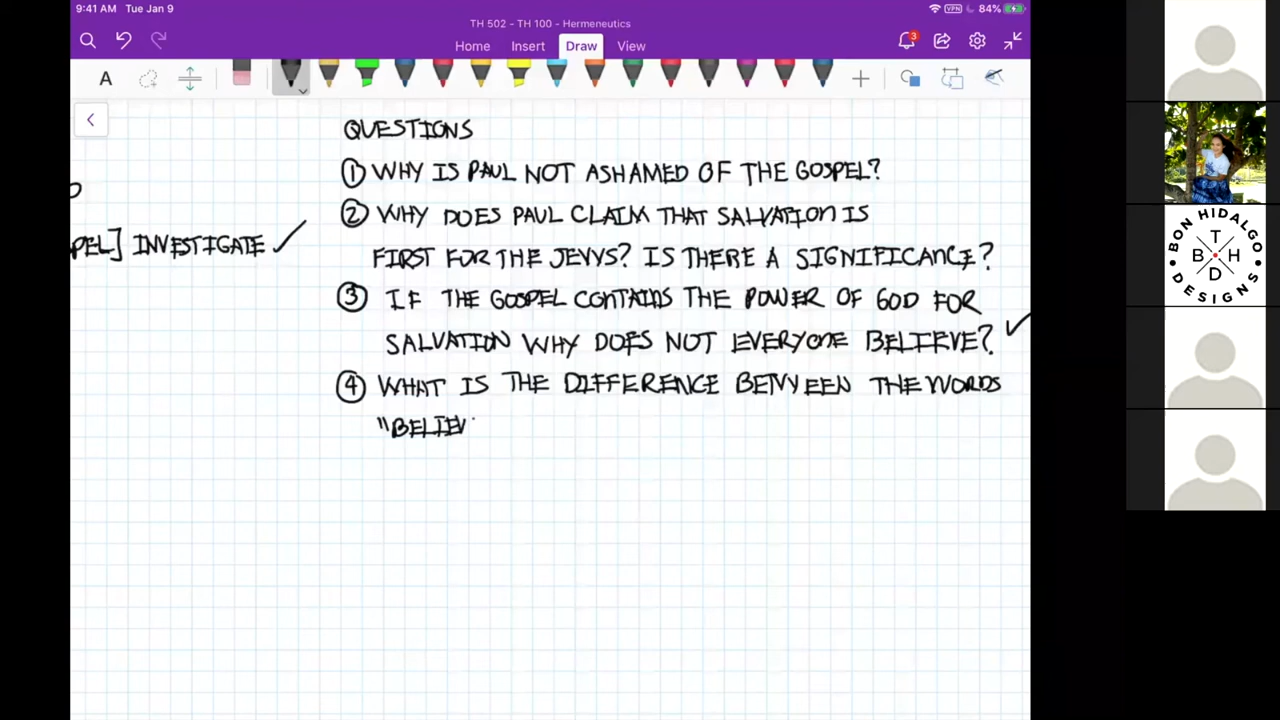 9:41 AM Tue Jan 9
84%
VPN
TH 502 - TH 100 - Hermeneutics
Home Insert Draw View
3
A
QUESTIONS
① WHY IS PAUL NOT ASHAMED OF THE GOSPEL?
② WHY DOES PAUL CLAIM THAT SALVATION IS
FIRST FOR THE JEWS? IS THERE A SIGNIFICANCE?
PEL] INVESTIGATE ✓
③ IF THE GOSPEL CONTAINS THE POWER OF GOD FOR
SALVATION WHY DOES NOT EVERYONE BELIEVE? ✓
④ WHAT IS THE DIFFERENCE BETWEEN THE WORDS
"BELIEV
BON HIDALGO
T
B H
D
DESIGNS